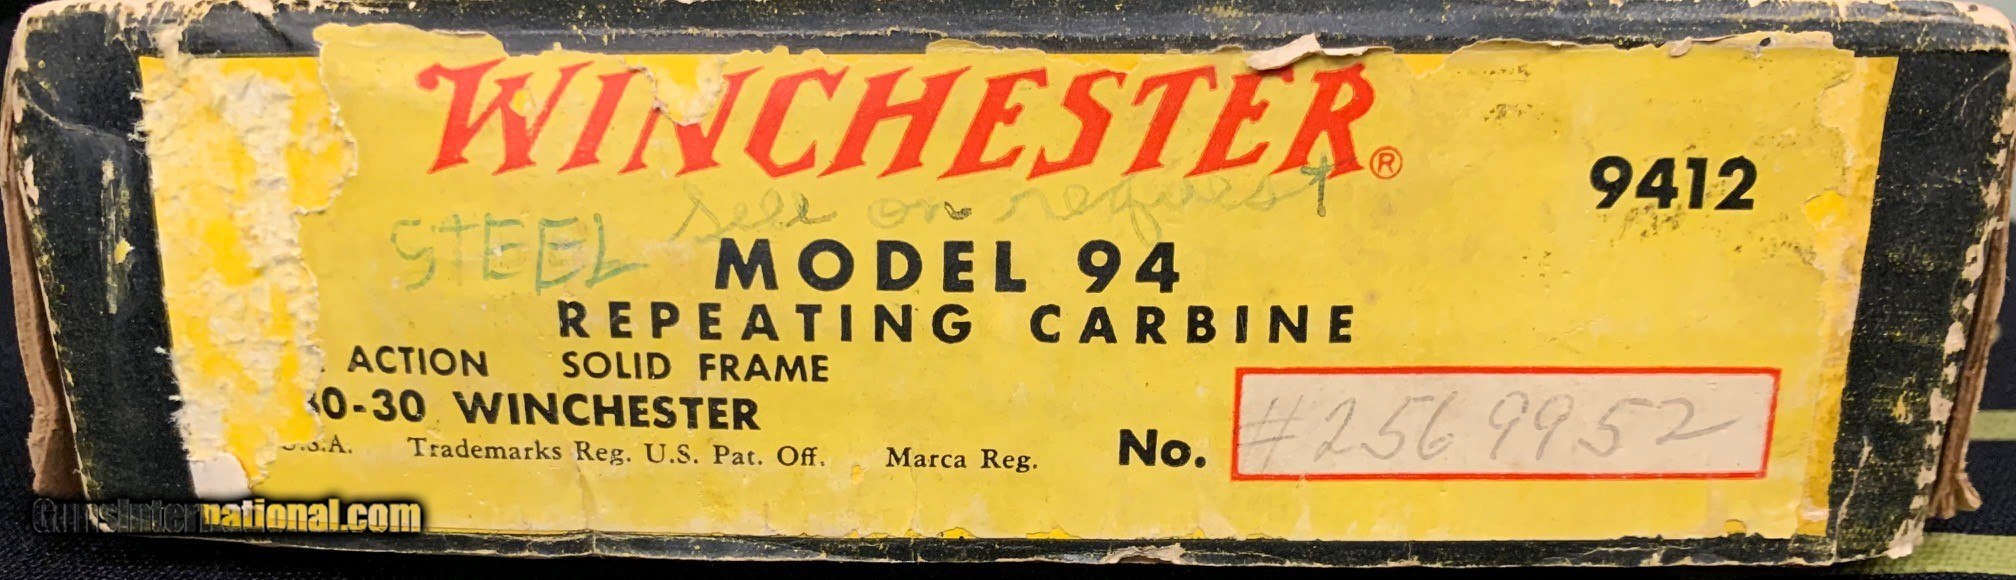 WINCHESTER®
9412
STEEL sell on request
MODEL 94
REPEATING CARBINE
ACTION SOLID FRAME
30-30 WINCHESTER
U.S.A. Trademarks Reg. U.S. Pat. Off. Marca Reg.
No. #2569952
GunsInternational.com